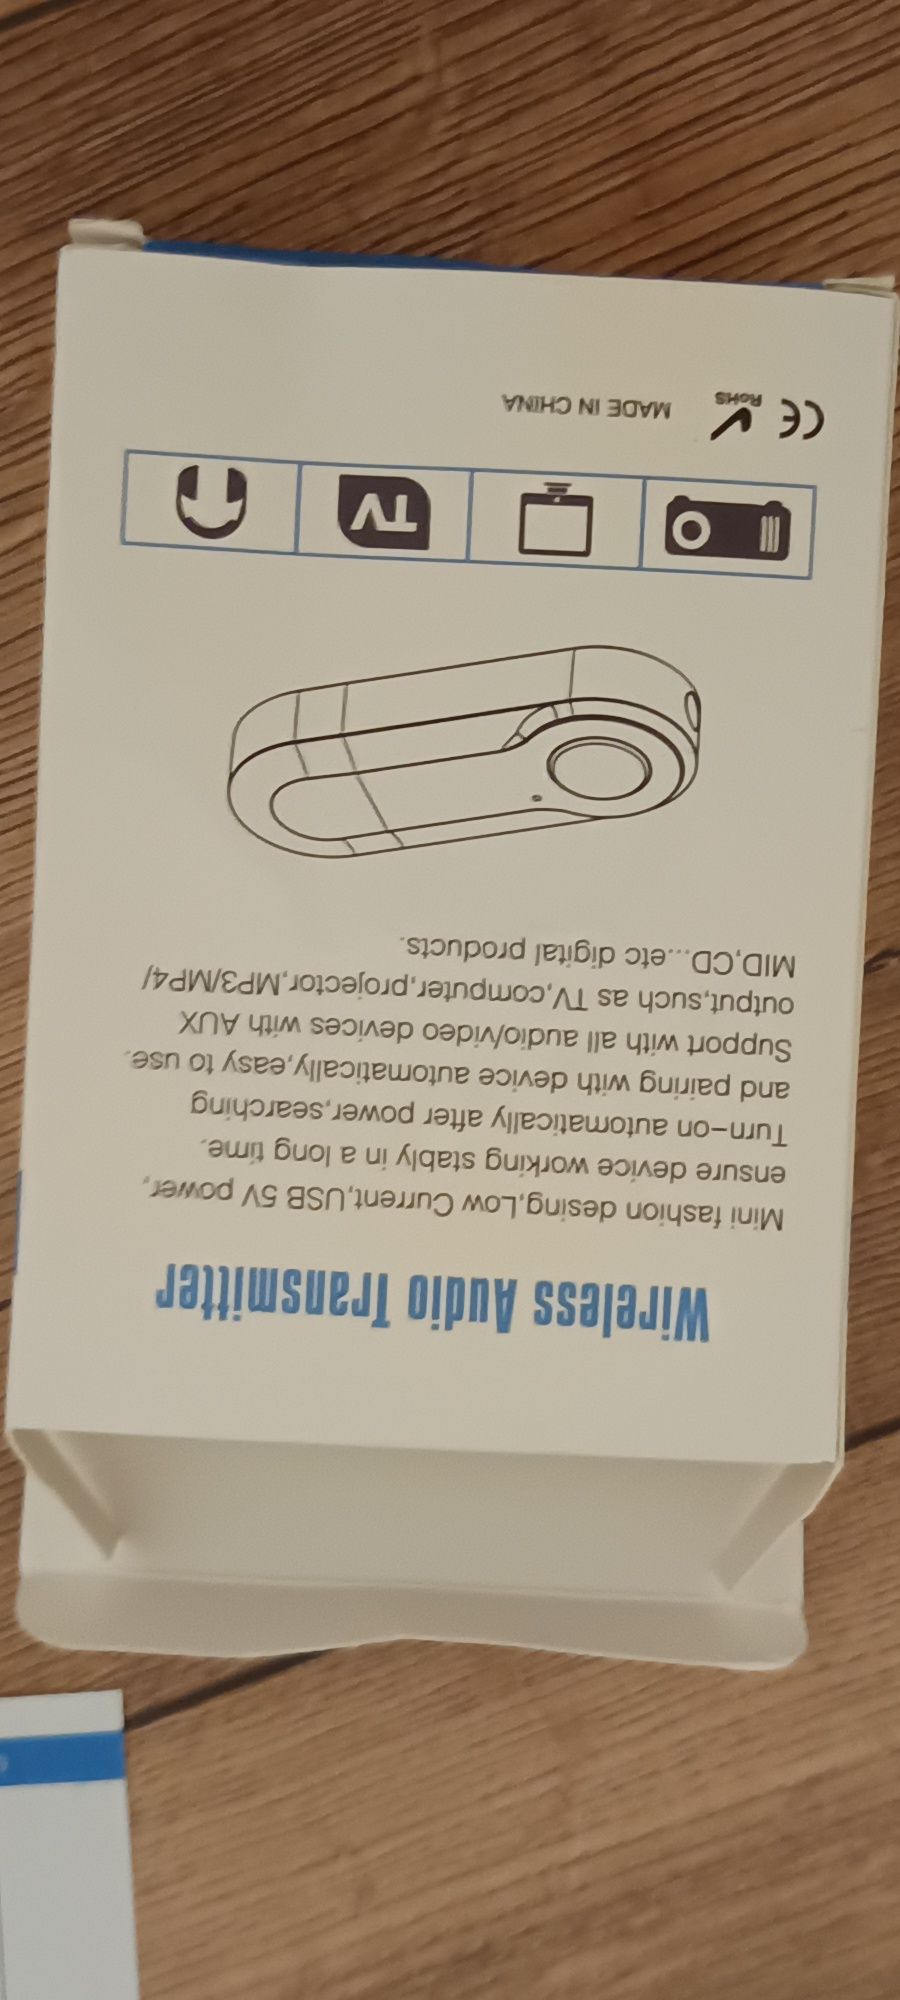 Wireless Audio Transmitter
Mini fashion desing,Low Current,USB 5V power,
ensure device working stably in a long time.
Turn-on automatically after power,searching
and pairing with device automatically,easy to use.
Support with all audio/video devices with AUX
output,such as TV,computer,projector,MP3/MP4/
MID,CD...etc digital products.
TV
CE RoHS MADE IN CHINA